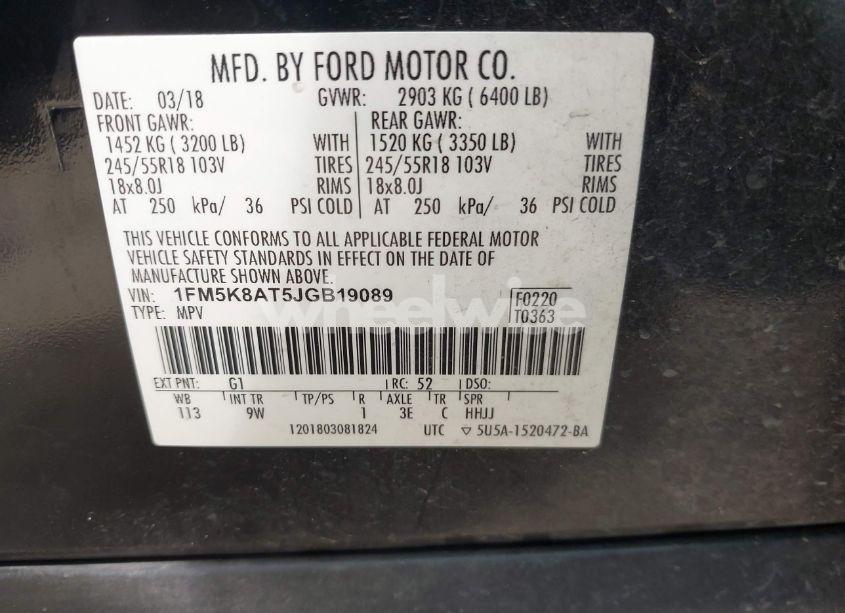 MFD. BY FORD MOTOR CO.
DATE: 03/18 GVWR: 2903 KG ( 6400 LB)
FRONT GAWR: REAR GAWR:
1452 KG ( 3200 LB) WITH 1520 KG ( 3350 LB) WITH
245/55R18 103V TIRES 245/55R18 103V TIRES
18x8.0J RIMS 18x8.0J RIMS
AT 250 kPa/ 36 PSI COLD AT 250 kPa/ 36 PSI COLD
THIS VEHICLE CONFORMS TO ALL APPLICABLE FEDERAL MOTOR
VEHICLE SAFETY STANDARDS IN EFFECT ON THE DATE OF
MANUFACTURE SHOWN ABOVE.
VIN: 1FM5K8AT5JGB19089 F0220
TYPE: MPV T0363
wheelwise
EXT PNT: G1 RC: 52 DSO:
WB INT TR TP/PS R AXLE TR SPR
113 9W 1 3E C HHJJ
1201803081824 UTC ▽ 5U5A-1520472-BA